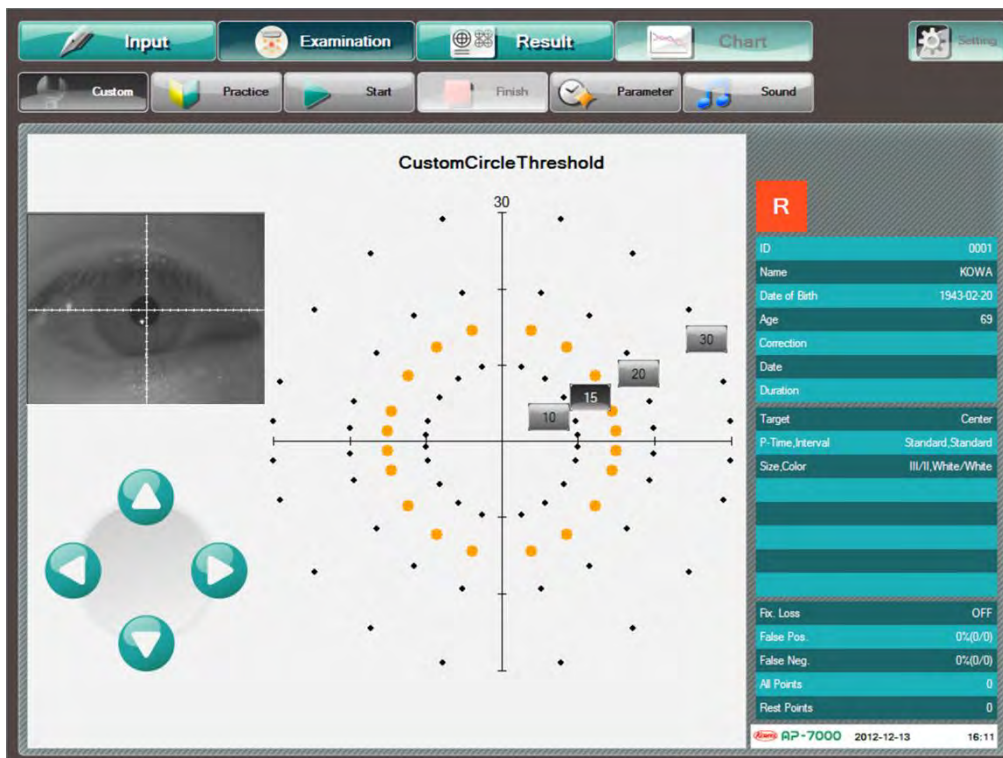 Input Examination Result Chart Setting
Custom Practice Start Finish Parameter Sound
CustomCircleThreshold
30
30
20
15
10
R
ID 0001
Name KOWA
Date of Birth 1943-02-20
Age 69
Correction
Date
Duration
Target Center
P-Time,Interval Standard,Standard
Size,Color III/II,White/White
Fix. Loss OFF
False Pos. 0%(0/0)
False Neg. 0%(0/0)
All Points 0
Rest Points 0
Kowa AP-7000 2012-12-13 16:11